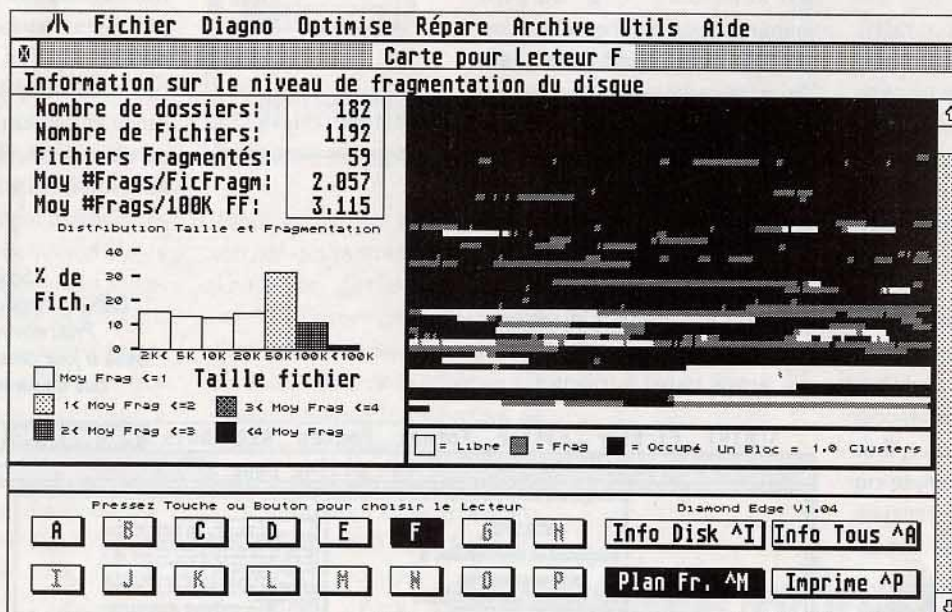 Fichier Diagno Optimise Répare Archive Utils Aide
Carte pour Lecteur F
Information sur le niveau de fragmentation du disque
Nombre de dossiers: 182
Nombre de Fichiers: 1192
Fichiers Fragmentés: 59
Moy #Frags/FicFragm: 2.057
Moy #Frags/100K FF: 3.115
Distribution Taille et Fragmentation
% de Fich.
40
30
20
10
0
2K< 5K 10K 20K 50K 100K <100K
Taille fichier
Moy Frag <=1
1< Moy Frag <=2 3< Moy Frag <=4
2< Moy Frag <=3 <4 Moy Frag
= Libre = Frag = Occupé Un Bloc = 1.0 Clusters
Pressez Touche ou Bouton pour choisir le Lecteur
Diamond Edge V1.04
A B C D E F G H Info Disk ^I Info Tous ^A
I J K L M N O P Plan Fr. ^M Imprime ^P